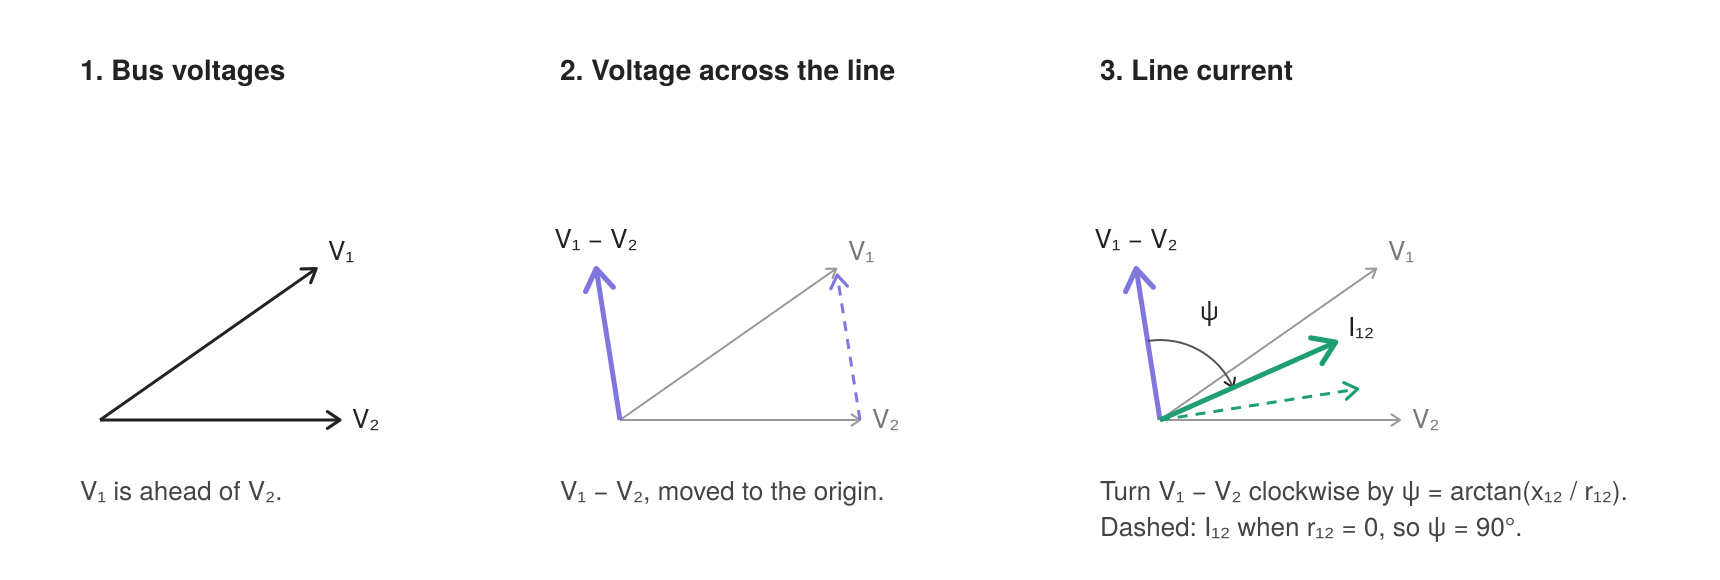 1. Bus voltages
V₁
V₂
V₁ is ahead of V₂.
2. Voltage across the line
V₁ – V₂
V₁
V₂
V₁ – V₂, moved to the origin.
3. Line current
V₁ – V₂
V₁
ψ
I₁₂
V₂
Turn V₁ – V₂ clockwise by ψ = arctan(x₁₂ / r₁₂).
Dashed: I₁₂ when r₁₂ = 0, so ψ = 90°.